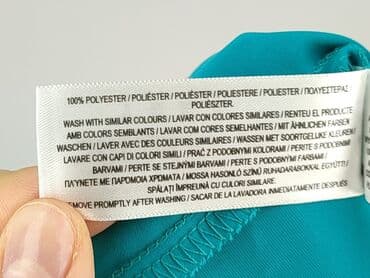 100% POLYESTER / POLIÉSTER / POLIÈSTER / POLIESTERE / POLIESTER / ΠΟΛΥΕΣΤΕΡΑΣ
POLIÉSZTER.
WASH WITH SIMILAR COLOURS / LAVAR CON COLORES SIMILARES / RENTEU EL PRODUCTE
AMB COLORS SEMBLANTS / LAVAR COM CORES SEMELHANTES / MIT ÄHNLICHEN FARBEN
WASCHEN / LAVER AVEC DES COULEURS SIMILAIRES / WASSEN MET SOORTGELIJKE KLEUREN /
LAVARE CON CAPI DI COLORI SIMILI / PRAĆ Z PODOBNYMI KOLORAMI / PERTE S PODOBNÝMI
BARVAMI / PERTE SE STEJNÝMI BARVAMI / PERITE S PODOBNIMI FARBAMI /
ΠΛΥΝΕΤΕ ΜΕ ΠΑΡΟΜΟΙΑ ΧΡΩΜΑΤΑ / MOSSA HASONLÓ SZÍNŰ RUHADARABOKKAL EGYÜTT /
SPĂLAȚI ÎMPREUNĂ CU CULORI SIMILARE.
REMOVE PROMPTLY AFTER WASHING / SACAR DE LA LAVADORA INMEDIATAMENTE DESPUÉS